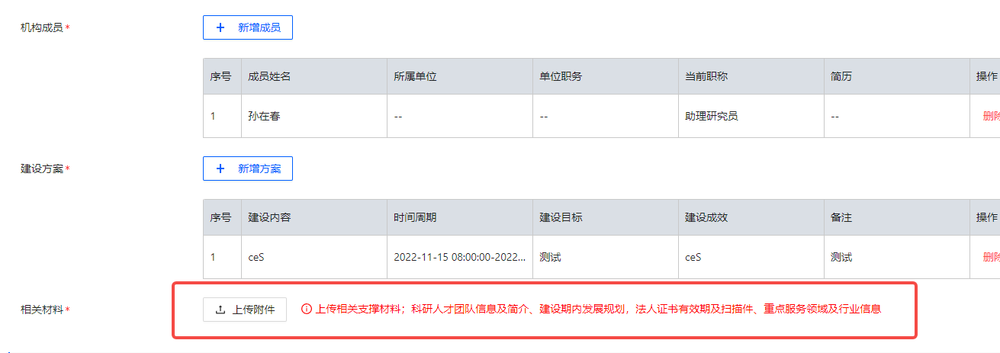 机构成员*
+ 新增成员
序号 成员姓名 所属单位 单位职务 当前职称 简历 操作
1 孙在春 -- -- 助理研究员 --
建设方案*
+ 新增方案
序号 建设内容 时间周期 建设目标 建设成效 备注 操作
1 ceS 2022-11-15 08:00:00-2022... 测试 ceS 测试
相关材料*
上传附件 上传相关支撑材料；科研人才团队信息及简介、建设期内发展规划，法人证书有效期及扫描件、重点服务领域及行业信息